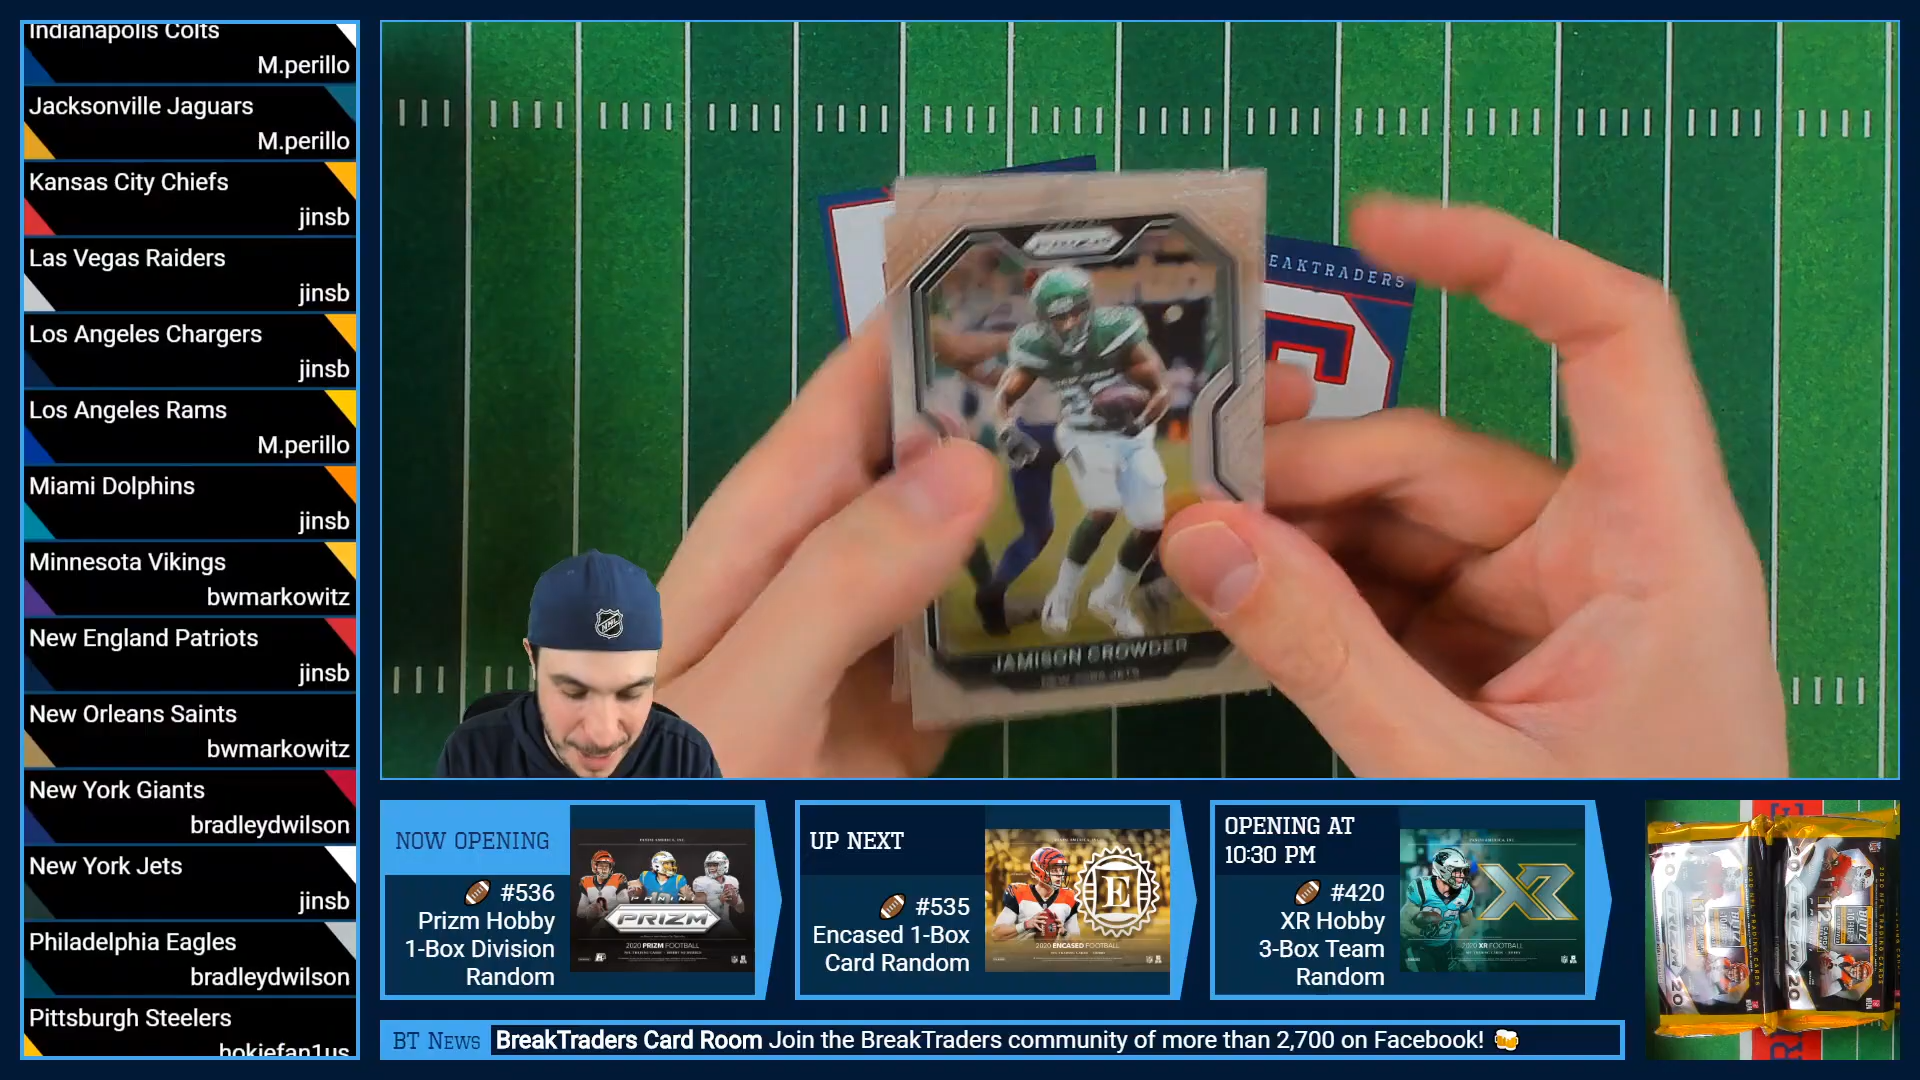 Indianapolis Colts
M.perillo
Jacksonville Jaguars
M.perillo
Kansas City Chiefs
jinsb
Las Vegas Raiders
jinsb
Los Angeles Chargers
jinsb
Los Angeles Rams
M.perillo
Miami Dolphins
jinsb
Minnesota Vikings
bwmarkowitz
New England Patriots
jinsb
New Orleans Saints
bwmarkowitz
New York Giants
bradleydwilson
New York Jets
jinsb
Philadelphia Eagles
bradleydwilson
Pittsburgh Steelers
hokiefan1us
PRIZM
EAKTRADERS
JAMISON CROWDER
NEW YORK JETS
NHL
NOW OPENING
🏈 #536
Prizm Hobby
1-Box Division
Random
PANINI
PRIZM
2020 PRIZM FOOTBALL
UP NEXT
🏈 #535
Encased 1-Box
Card Random
E
2020 ENCASED FOOTBALL
OPENING AT
10:30 PM
🏈 #420
XR Hobby
3-Box Team
Random
XR
2020 XR FOOTBALL
BT News
BreakTraders Card Room Join the BreakTraders community of more than 2,700 on Facebook! 🍻